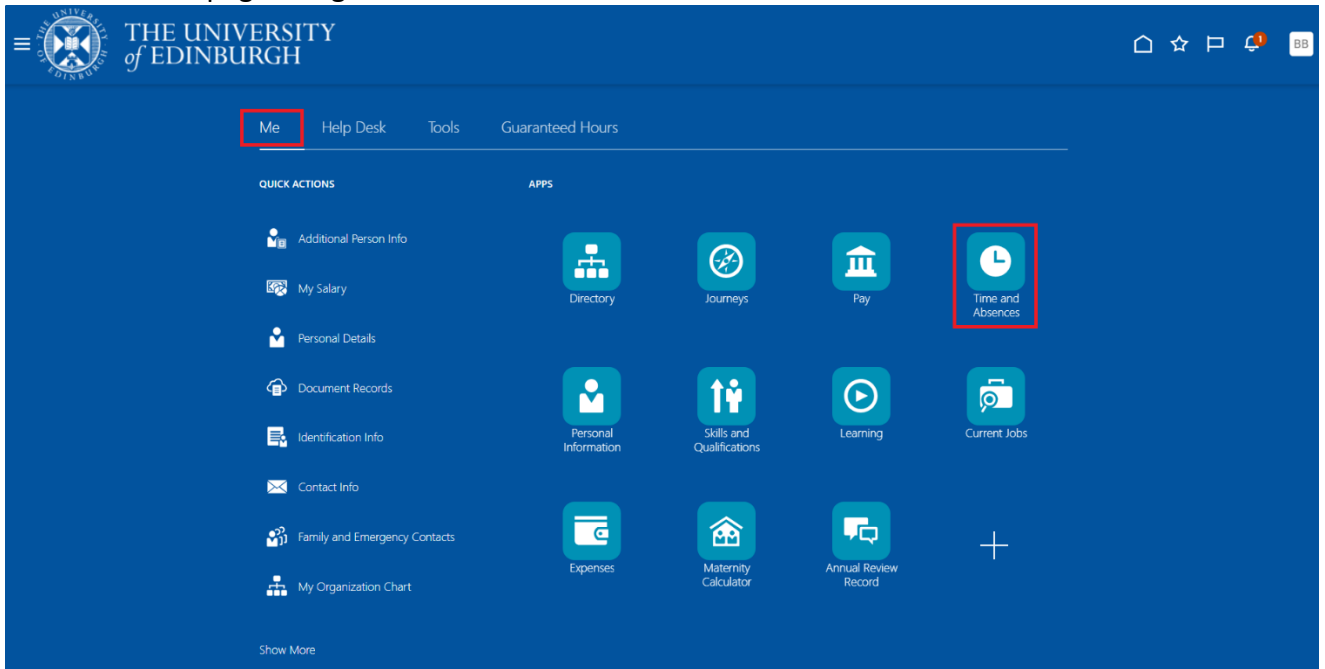 THE UNIVERSITY
of EDINBURGH
BB
1
Me Help Desk Tools Guaranteed Hours
QUICK ACTIONS
Additional Person Info
My Salary
Personal Details
Document Records
Identification Info
Contact Info
Family and Emergency Contacts
My Organization Chart
Show More
APPS
Directory
Journeys
Pay
Time and
Absences
Personal
Information
Skills and
Qualifications
Learning
Current Jobs
Expenses
Maternity
Calculator
Annual Review
Record